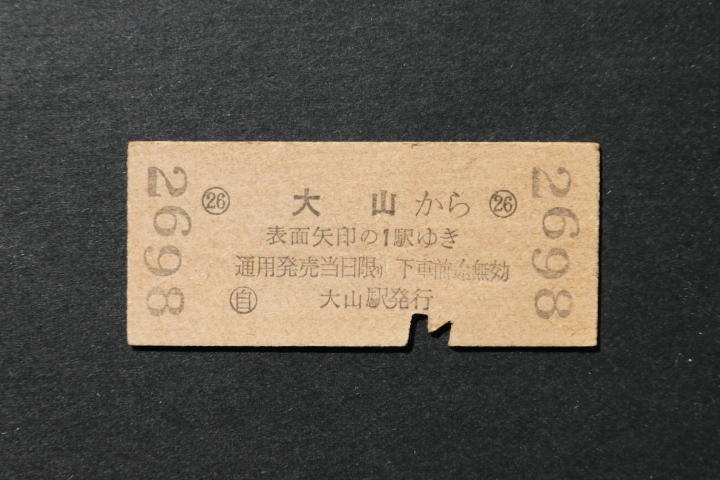 2698
㉖ 大山から ㉖
表面矢印の1駅ゆき
通用発売当日限り 下車前途無効
㊀自 大山駅発行
2698